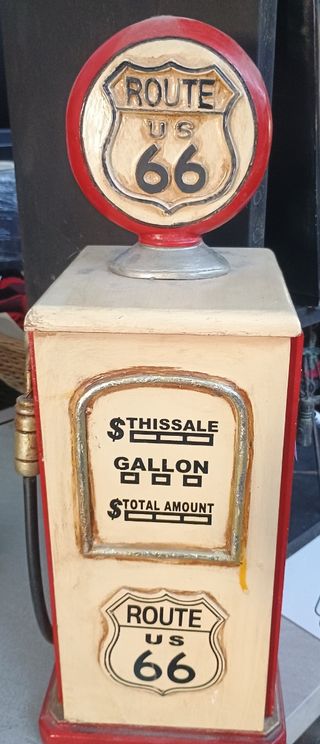 ROUTE
US
66
$THISSALE
GALLON
$TOTAL AMOUNT
ROUTE
US
66